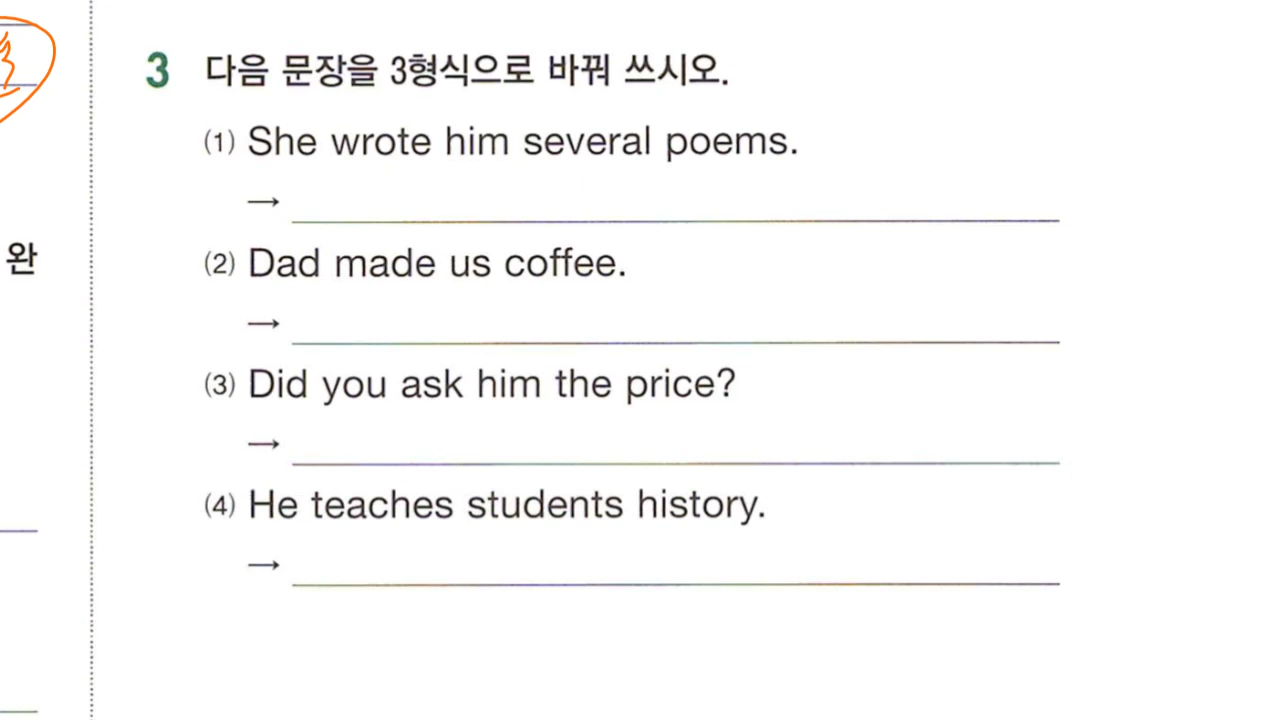 3 다음 문장을 3형식으로 바꿔 쓰시오.
(1) She wrote him several poems.
→
(2) Dad made us coffee.
→
(3) Did you ask him the price?
→
(4) He teaches students history.
→
완